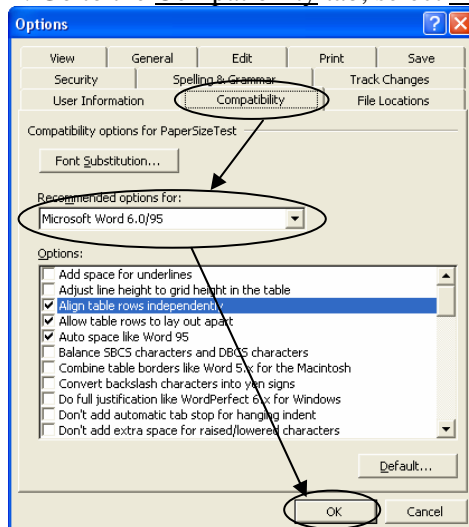 Options
View General Edit Print Save
Security Spelling & Grammar Track Changes
User Information Compatibility File Locations
Compatibility options for PaperSizeTest
Font Substitution...
Recommended options for:
Microsoft Word 6.0/95
Options:
Add space for underlines
Adjust line height to grid height in the table
Align table rows independently
Allow table rows to lay out apart
Auto space like Word 95
Balance SBCS characters and DBCS characters
Combine table borders like Word 5.x for the Macintosh
Convert backslash characters into yen signs
Do full justification like WordPerfect 6.x for Windows
Don't add automatic tab stop for hanging indent
Don't add extra space for raised/lowered characters
Default...
OK Cancel